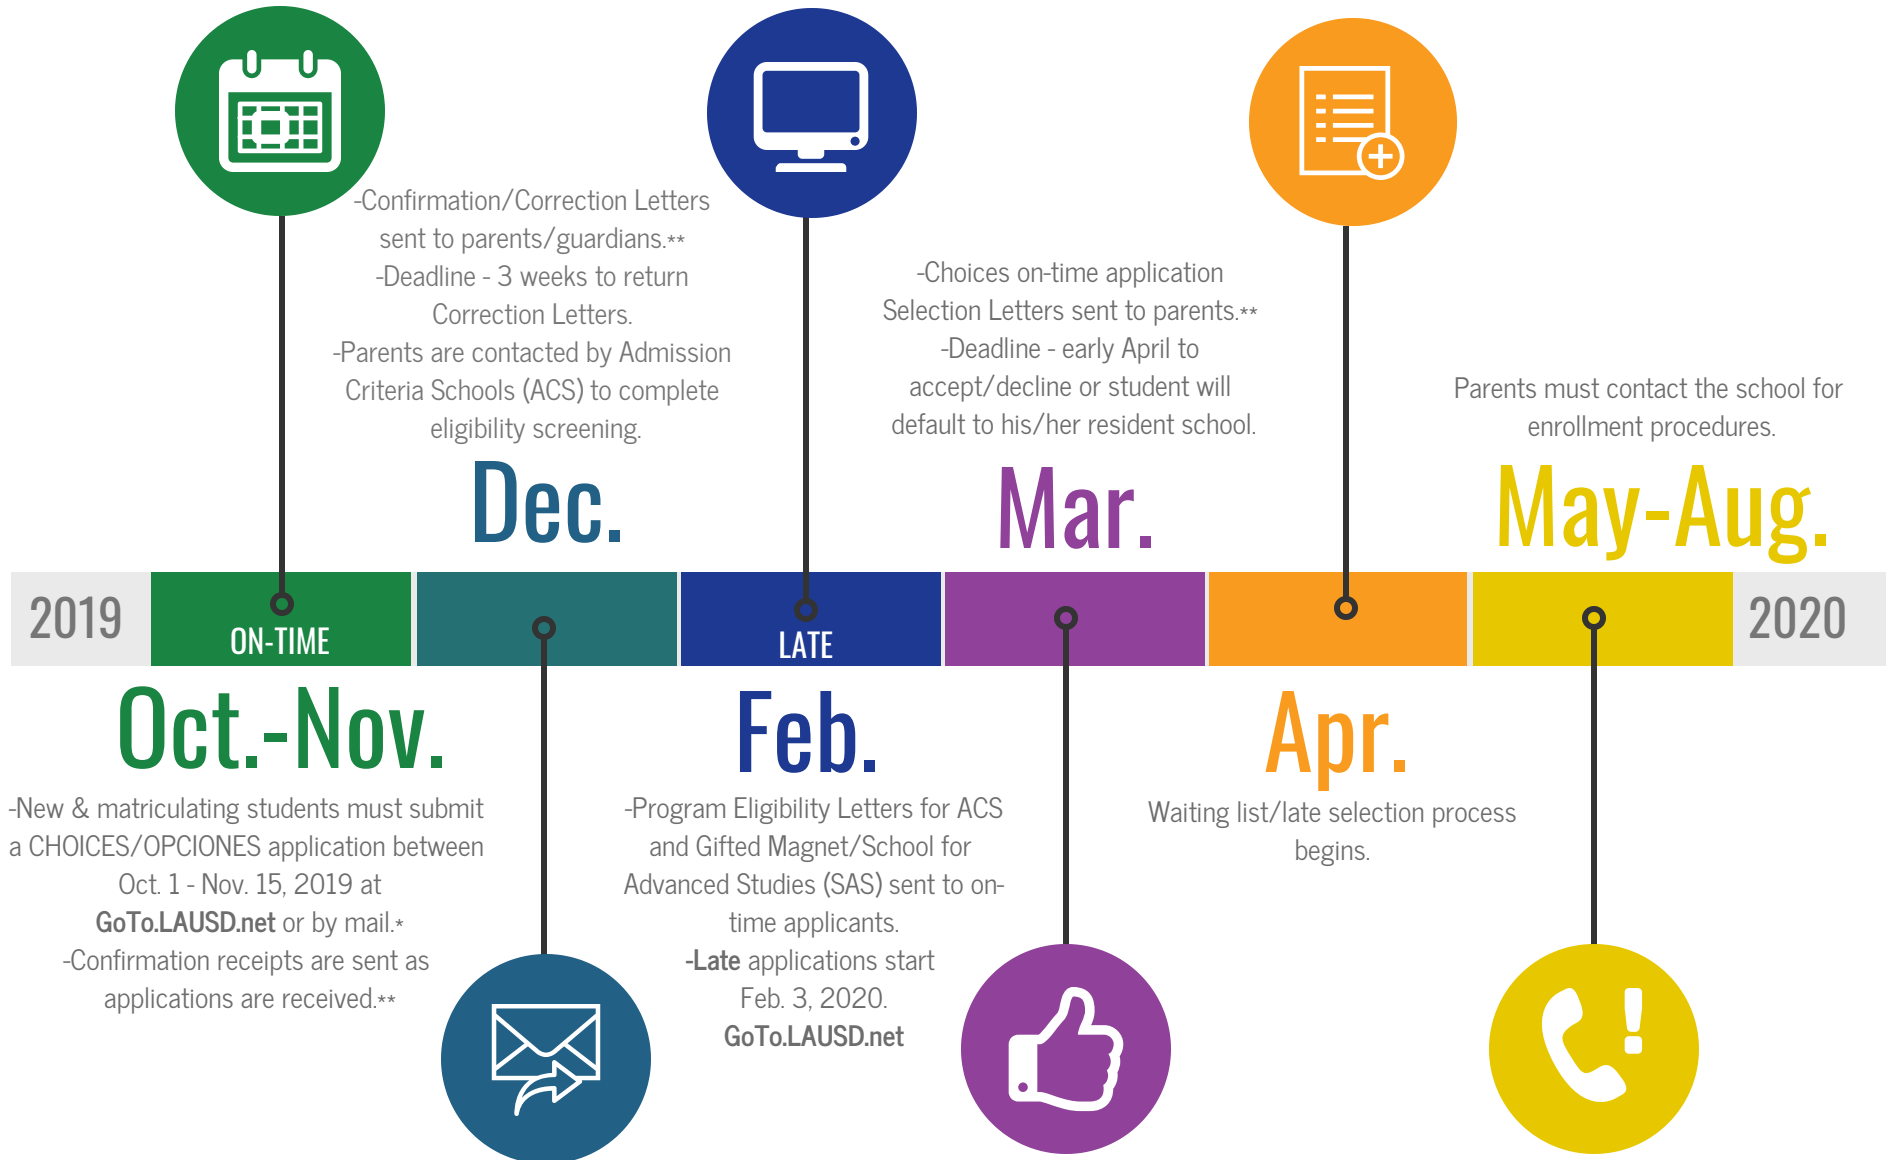 -Confirmation/Correction Letters
sent to parents/guardians.**
-Deadline - 3 weeks to return
Correction Letters.
-Parents are contacted by Admission
Criteria Schools (ACS) to complete
eligibility screening.
Dec.
-Choices on-time application
Selection Letters sent to parents.**
-Deadline - early April to
accept/decline or student will
default to his/her resident school.
Mar.
Parents must contact the school for
enrollment procedures.
May-Aug.
2019
ON-TIME
LATE
2020
Oct.-Nov.
-New & matriculating students must submit
a CHOICES/OPCIONES application between
Oct. 1 - Nov. 15, 2019 at
GoTo.LAUSD.net or by mail.*
-Confirmation receipts are sent as
applications are received.**
Feb.
-Program Eligibility Letters for ACS
and Gifted Magnet/School for
Advanced Studies (SAS) sent to on-
time applicants.
-Late applications start
Feb. 3, 2020.
GoTo.LAUSD.net
Apr.
Waiting list/late selection process
begins.